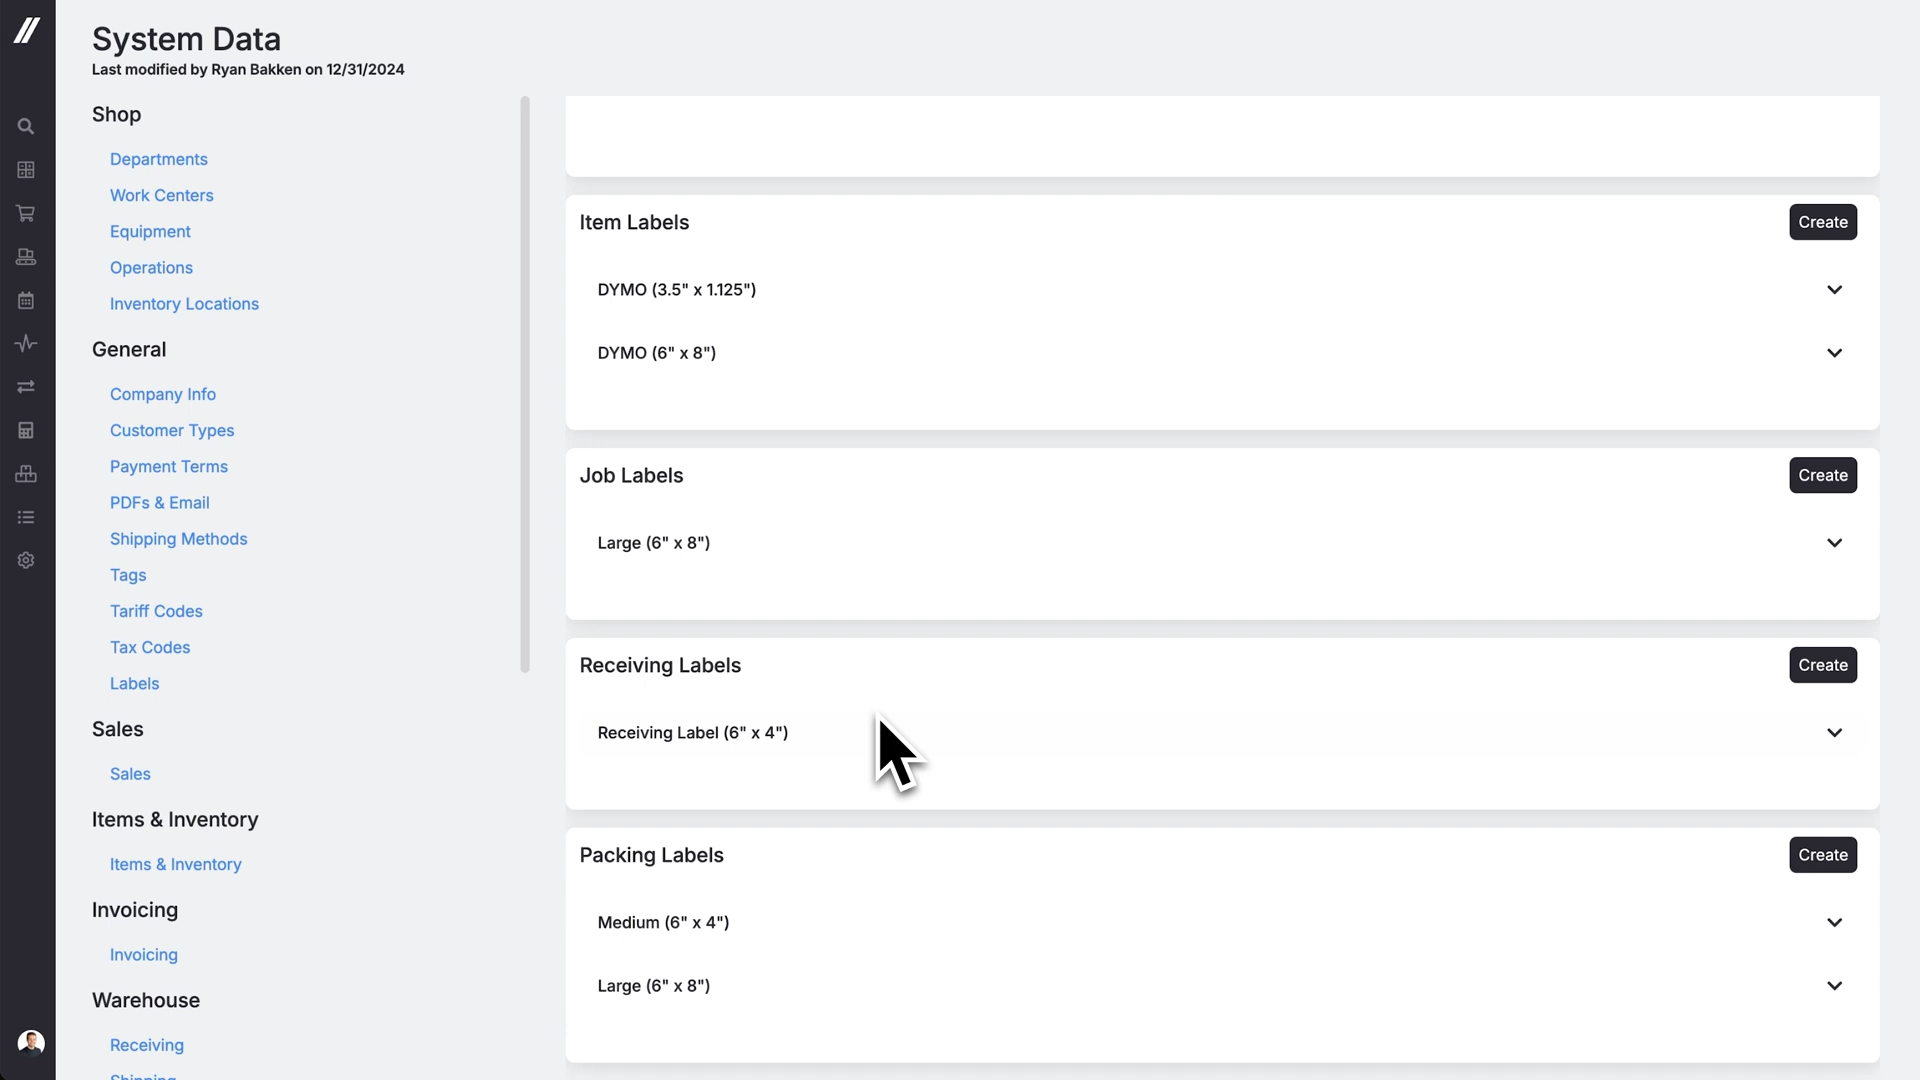 System Data
Last modified by Ryan Bakken on 12/31/2024
Shop
Departments
Work Centers
Equipment
Operations
Inventory Locations
General
Company Info
Customer Types
Payment Terms
PDFs & Email
Shipping Methods
Tags
Tariff Codes
Tax Codes
Labels
Sales
Sales
Items & Inventory
Items & Inventory
Invoicing
Invoicing
Warehouse
Receiving
Shipping
Item Labels
Create
DYMO (3.5" x 1.125")
DYMO (6" x 8")
Job Labels
Create
Large (6" x 8")
Receiving Labels
Create
Receiving Label (6" x 4")
Packing Labels
Create
Medium (6" x 4")
Large (6" x 8")